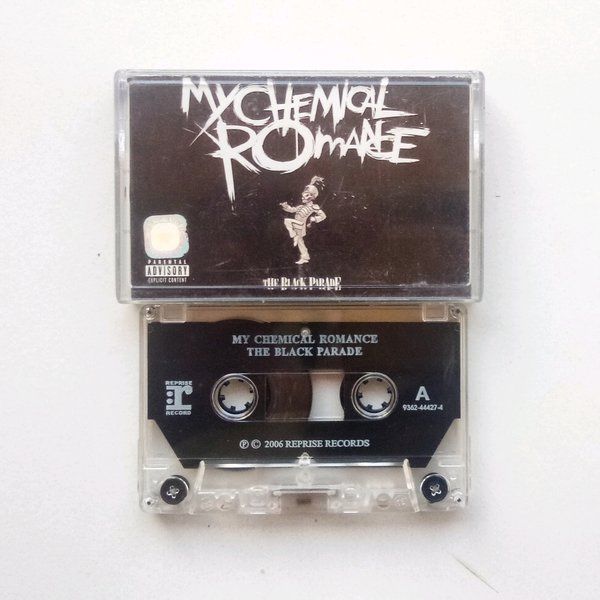 MY CHEMICAL
ROMANCE
PARENTAL
ADVISORY
EXPLICIT CONTENT
THE BLACK PARADE
MY CHEMICAL ROMANCE
THE BLACK PARADE
REPRISE
r:
RECORD
A
9362-44427-4
℗ © 2006 REPRISE RECORDS